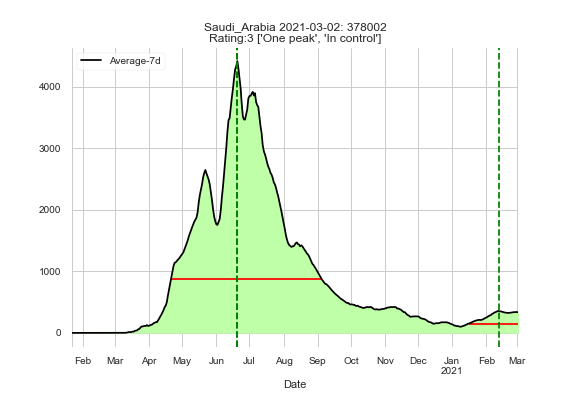 Saudi_Arabia 2021-03-02: 378002
Rating:3 ['One peak', 'In control']
Average-7d
4000
3000
2000
1000
0
Feb Mar Apr May Jun Jul Aug Sep Oct Nov Dec Jan Feb Mar
2021
Date